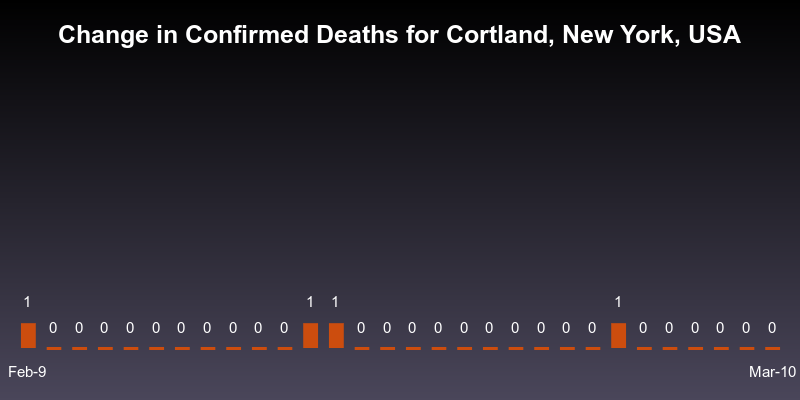 Change in Confirmed Deaths for Cortland, New York, USA
1 0 0 0 0 0 0 0 0 0 0 1 1 0 0 0 0 0 0 0 0 0 0 1 0 0 0 0 0 0
Feb-9 Mar-10